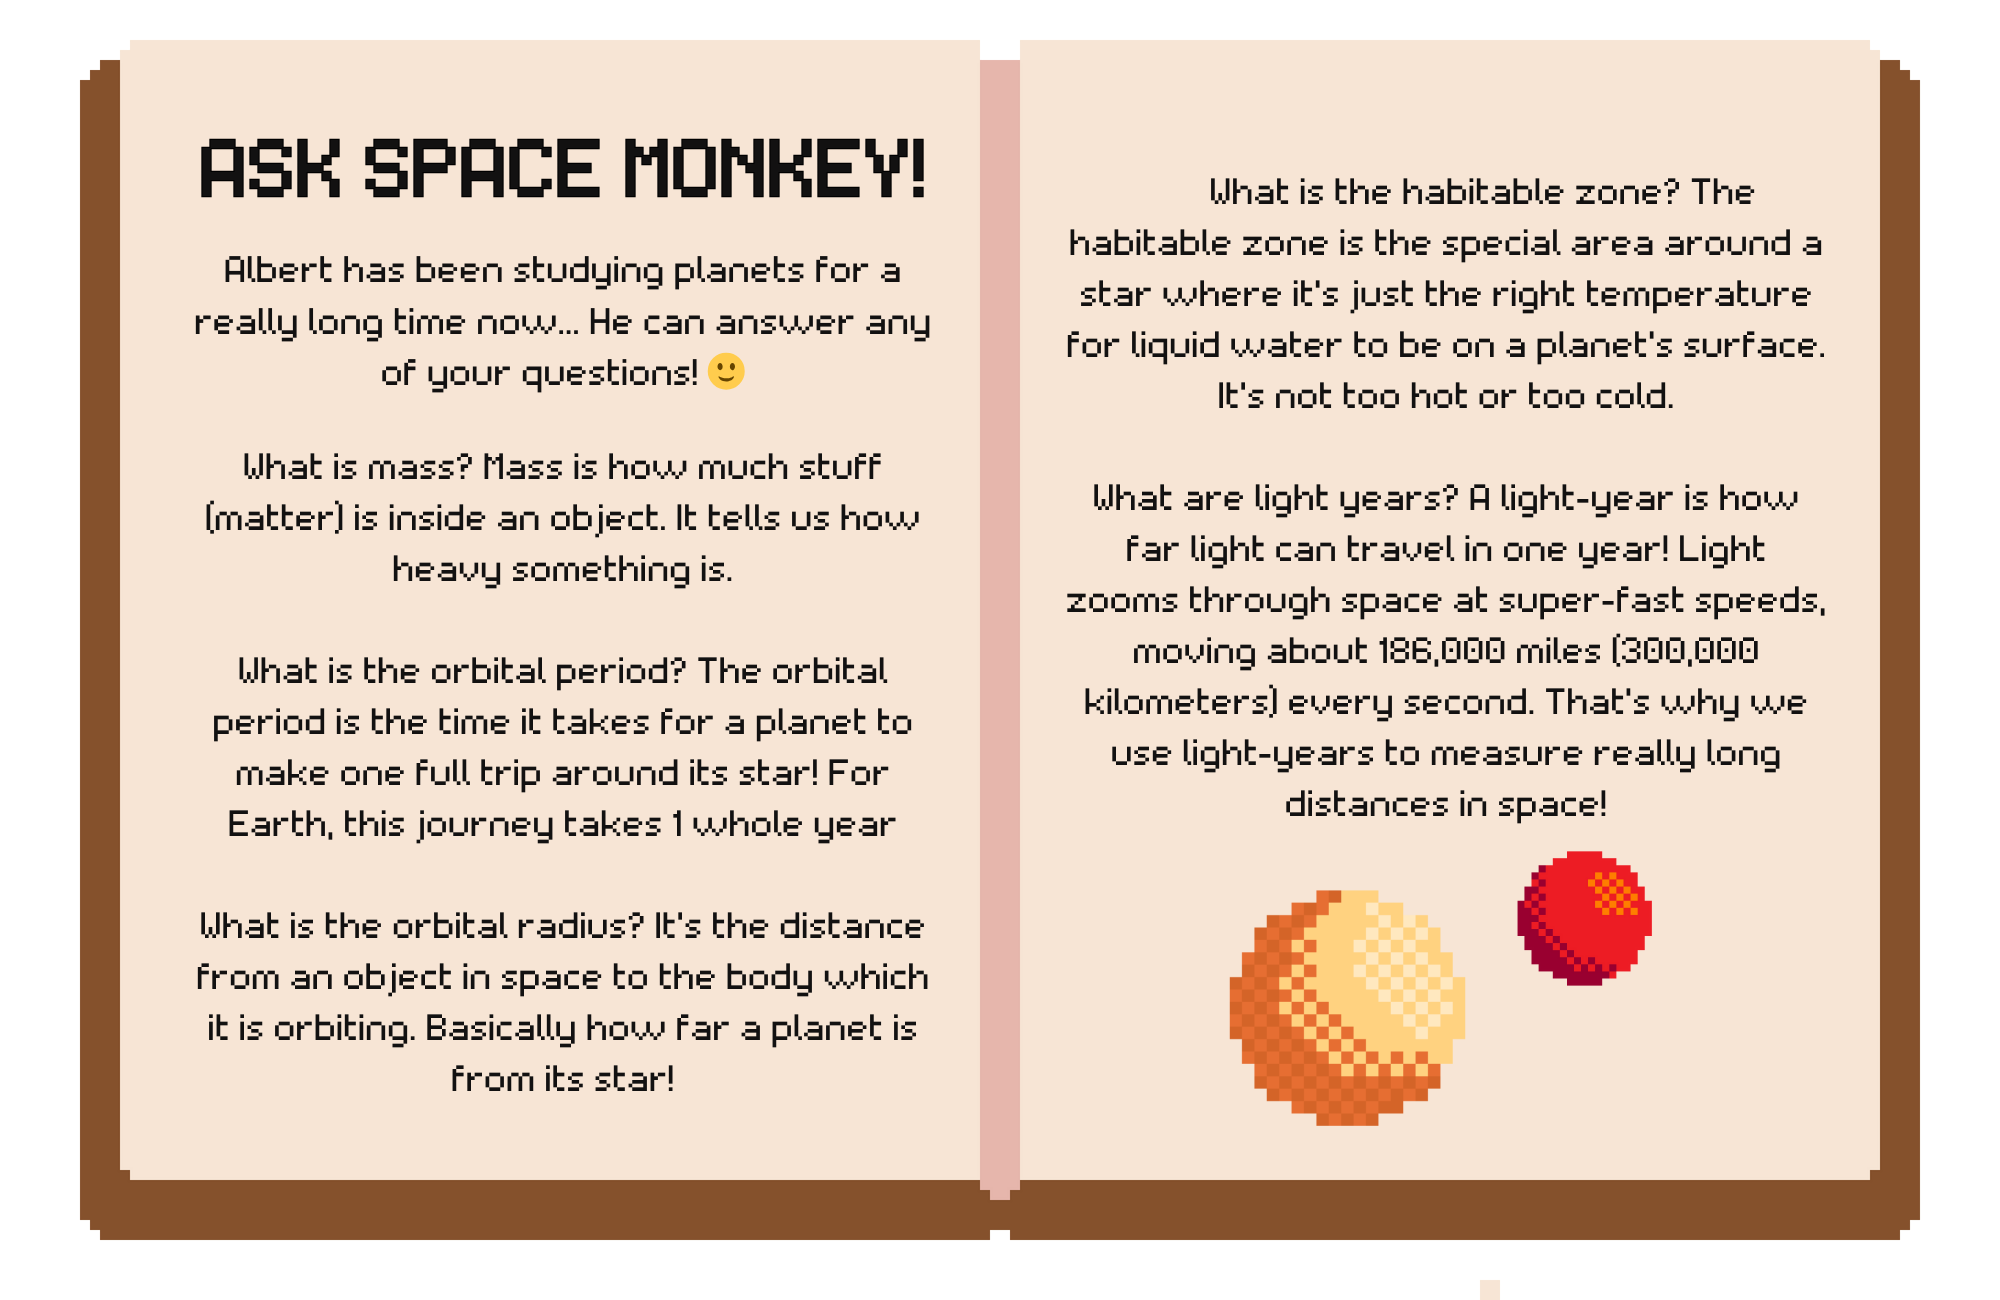 ASK SPACE MONKEY!
Albert has been studying planets for a
really long time now... He can answer any
of your questions! 🙂
What is mass? Mass is how much stuff
(matter) is inside an object. It tells us how
heavy something is.
What is the orbital period? The orbital
period is the time it takes for a planet to
make one full trip around its star! For
Earth, this journey takes 1 whole year
What is the orbital radius? It's the distance
from an object in space to the body which
it is orbiting. Basically how far a planet is
from its star!
What is the habitable zone? The
habitable zone is the special area around a
star where it's just the right temperature
for liquid water to be on a planet's surface.
It's not too hot or too cold.
What are light years? A light-year is how
far light can travel in one year! Light
zooms through space at super-fast speeds,
moving about 186,000 miles (300,000
kilometers) every second. That's why we
use light-years to measure really long
distances in space!